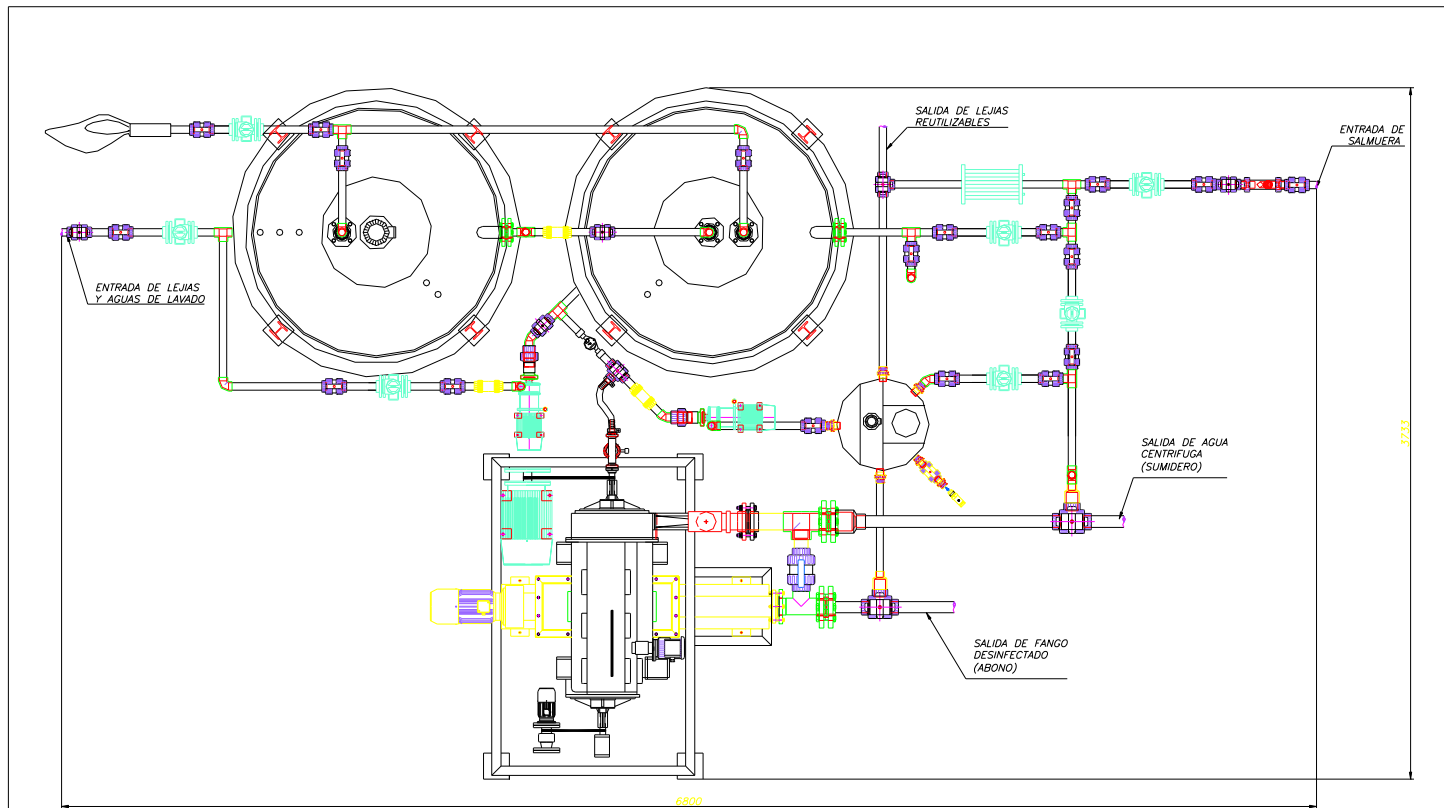 SALIDA DE LEJIAS
REUTILIZABLES
ENTRADA DE
SALMUERA
ENTRADA DE LEJIAS
Y AGUAS DE LAVADO
SALIDA DE AGUA
CENTRIFUGA
(SUMIDERO)
SALIDA DE FANGO
DESINFECTADO
(ABONO)
6800